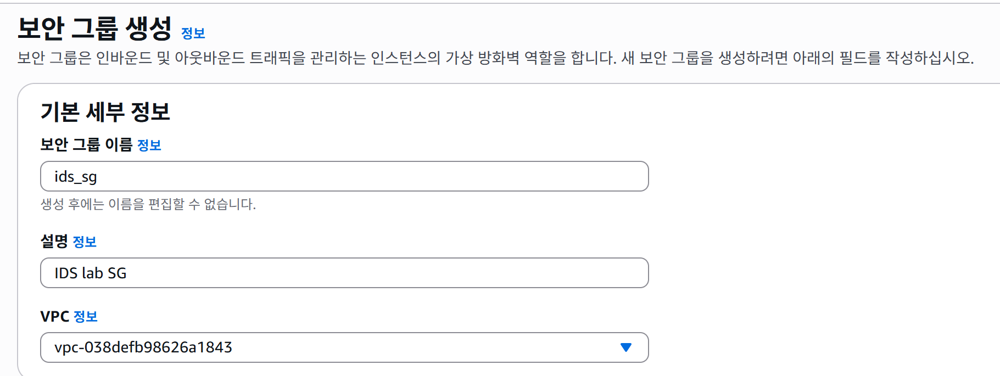 보안 그룹 생성 정보
보안 그룹은 인바운드 및 아웃바운드 트래픽을 관리하는 인스턴스의 가상 방화벽 역할을 합니다. 새 보안 그룹을 생성하려면 아래의 필드를 작성하십시오.
기본 세부 정보
보안 그룹 이름 정보
ids_sg
생성 후에는 이름을 편집할 수 없습니다.
설명 정보
IDS lab SG
VPC 정보
vpc-038defb98626a1843